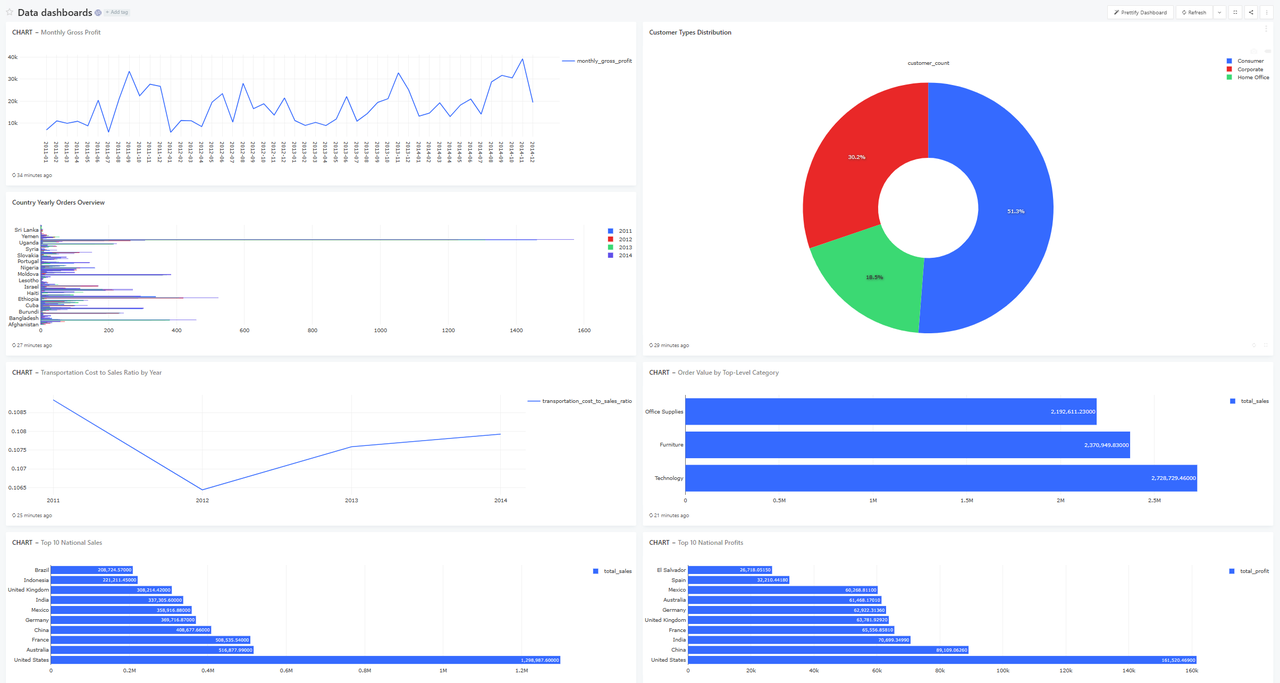 Data dashboards
+ Add tag
Prettify Dashboard
Refresh
CHART – Monthly Gross Profit
monthly_gross_profit
40k
30k
20k
10k
2011-01 2011-02 2011-03 2011-04 2011-05 2011-06 2011-07 2011-08 2011-09 2011-10 2011-11 2011-12 2012-01 2012-02 2012-03 2012-04 2012-05 2012-06 2012-07 2012-08 2012-09 2012-10 2012-11 2012-12 2013-01 2013-02 2013-03 2013-04 2013-05 2013-06 2013-07 2013-08 2013-09 2013-10 2013-11 2013-12 2014-01 2014-02 2014-03 2014-04 2014-05 2014-06 2014-07 2014-08 2014-09 2014-10 2014-11 2014-12
34 minutes ago
Customer Types Distribution
customer_count
Consumer
Corporate
Home Office
30.2%
51.3%
18.5%
29 minutes ago
Country Yearly Orders Overview
2011
2012
2013
2014
Sri Lanka
Yemen
Uganda
Syria
Slovakia
Portugal
Nigeria
Moldova
Lesotho
Israel
Haiti
Ethiopia
Cuba
Burundi
Bangladesh
Afghanistan
0 200 400 600 800 1000 1200 1400 1600
27 minutes ago
CHART – Transportation Cost to Sales Ratio by Year
transportation_cost_to_sales_ratio
0.1085
0.108
0.1075
0.107
0.1065
2011 2012 2013 2014
25 minutes ago
CHART – Order Value by Top-Level Category
total_sales
Office Supplies 2,192,611.23000
Furniture 2,370,949.83000
Technology 2,728,729.46000
0 0.5M 1M 1.5M 2M 2.5M
21 minutes ago
CHART – Top 10 National Sales
total_sales
Brazil 208,724.37000
Indonesia 221,211.45000
United Kingdom 308,214.42000
India 337,305.60000
Mexico 358,916.88000
Germany 369,716.87000
China 408,677.66000
France 508,535.54000
Australia 516,877.99000
United States 1,298,987.60000
0 0.2M 0.4M 0.6M 0.8M 1M 1.2M
CHART – Top 10 National Profits
total_profit
El Salvador 26,718.05150
Spain 32,210.44180
Mexico 60,268.81100
Australia 61,468.17010
Germany 62,922.31360
United Kingdom 63,781.92920
France 65,556.83810
India 70,669.34990
China 89,109.06260
United States 161,520.46900
0 20k 40k 60k 80k 100k 120k 140k 160k